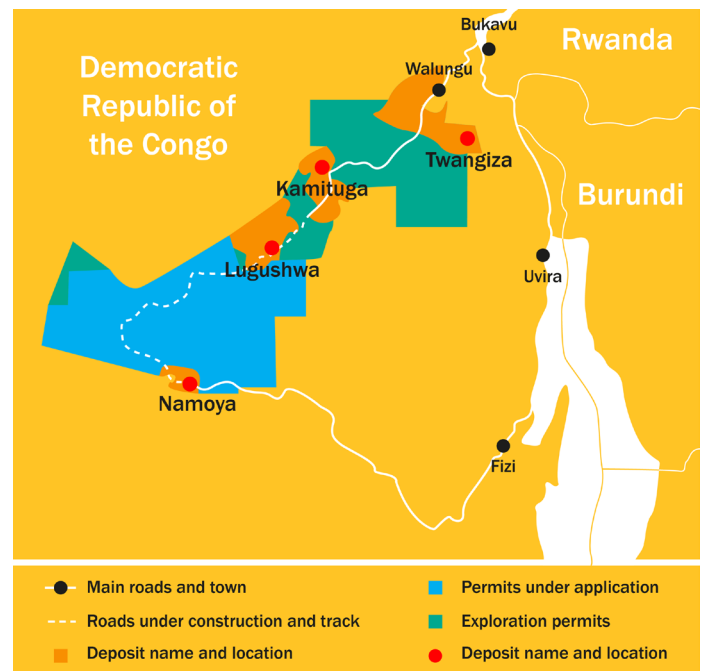 Bukavu
Rwanda
Democratic
Republic of
the Congo
Walungu
Twangiza
Kamituga
Burundi
Lugushwa
Uvira
Namoya
Fizi
Main roads and town
Permits under application
Roads under construction and track
Exploration permits
Deposit name and location
Deposit name and location